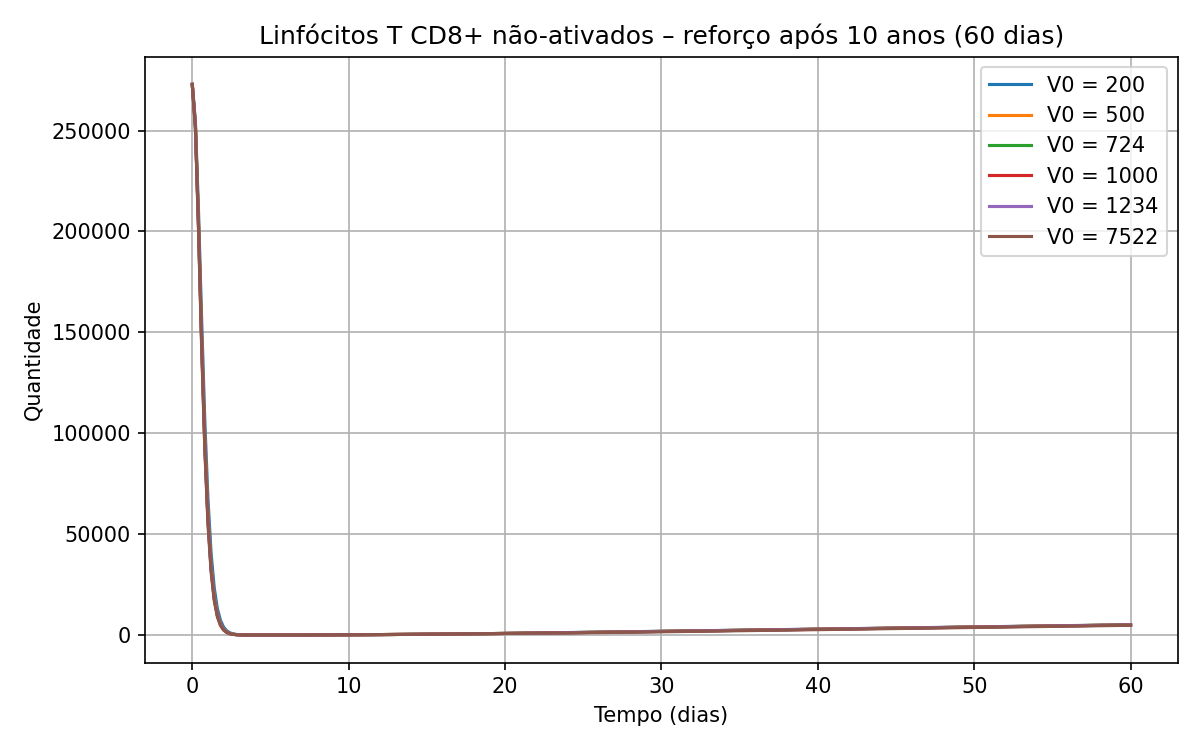 Linfócitos T CD8+ não-ativados – reforço após 10 anos (60 dias)
V0 = 200
V0 = 500
V0 = 724
V0 = 1000
V0 = 1234
V0 = 7522
Quantidade
250000
200000
150000
100000
50000
0
0 10 20 30 40 50 60
Tempo (dias)